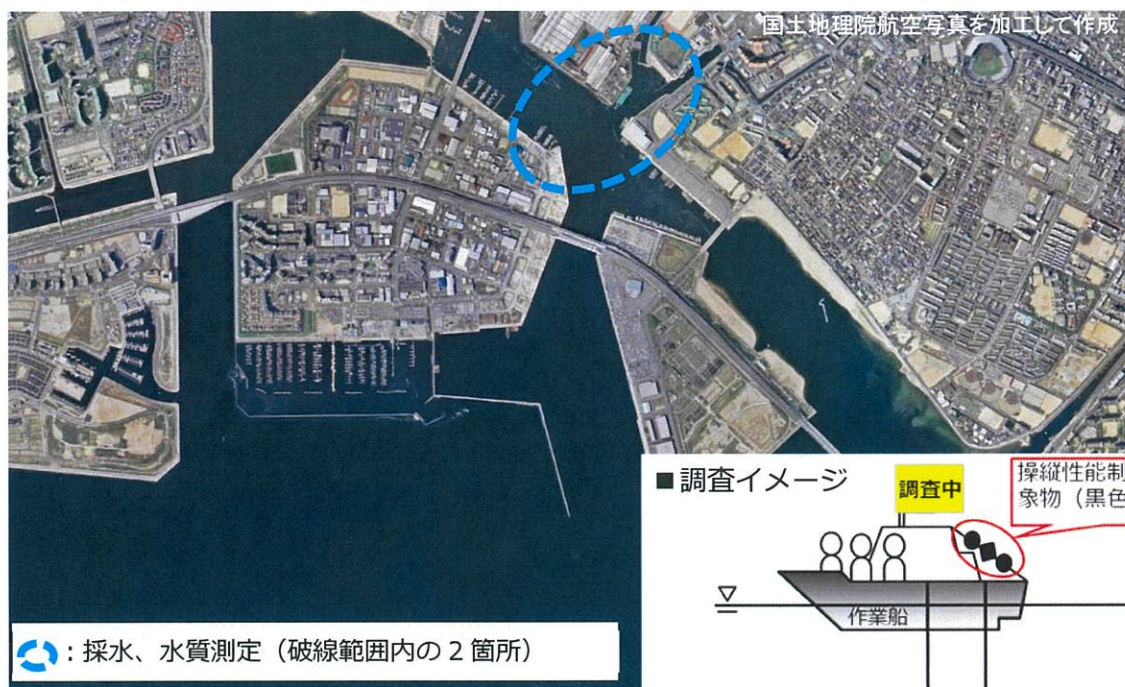 国土地理院航空写真を加工して作成
■調査イメージ
調査中
操縦性能制
象物（黒色
作業船
：採水、水質測定（破線範囲内の2箇所）